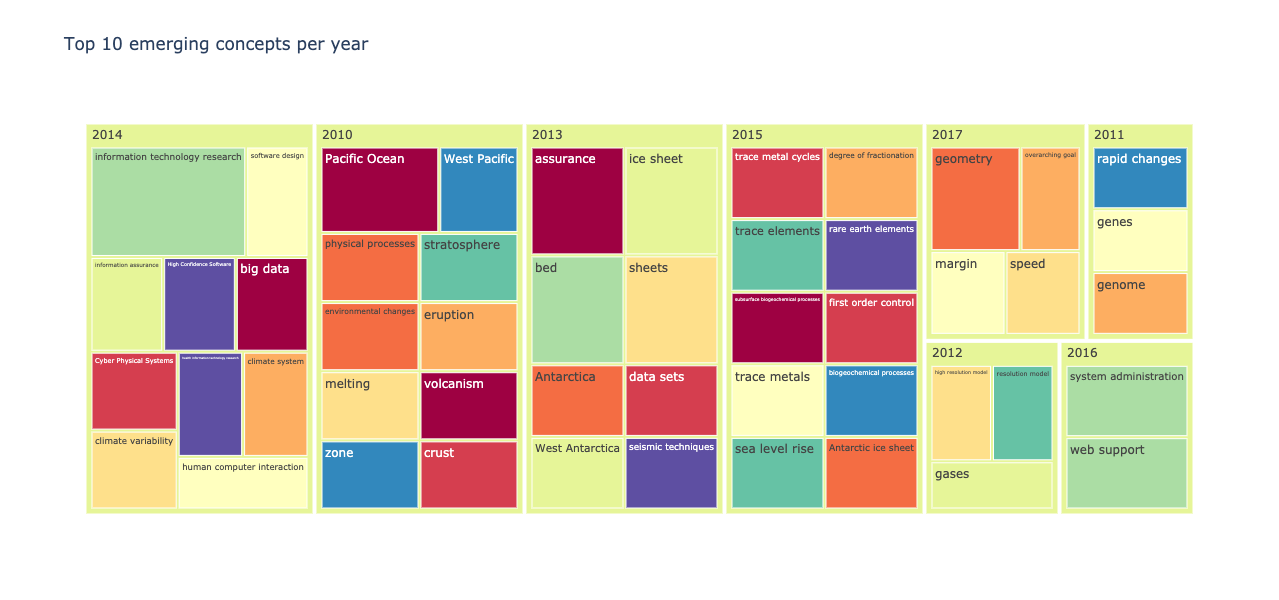 Top 10 emerging concepts per year
2014
information technology research
software design
information assurance
High Confidence Software
big data
Cyber Physical Systems
health information technology research
climate system
climate variability
human computer interaction
2010
Pacific Ocean
West Pacific
physical processes
stratosphere
environmental changes
eruption
melting
volcanism
zone
crust
2013
assurance
ice sheet
bed
sheets
Antarctica
data sets
West Antarctica
seismic techniques
2015
trace metal cycles
degree of fractionation
trace elements
rare earth elements
subsurface biogeochemical processes
first order control
trace metals
biogeochemical processes
sea level rise
Antarctic ice sheet
2017
geometry
overarching goal
margin
speed
2011
rapid changes
genes
genome
2012
high resolution model
resolution model
gases
2016
system administration
web support